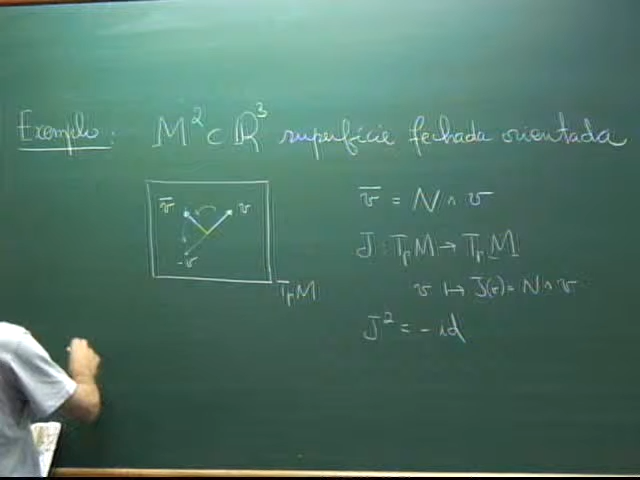 Exemplo: M² ⊂ ℝ³ superfície fechada orientada
v̄ v
-v
TₚM
v̄ = N ∧ v
J : TₚM → TₚM
v ↦ J(v) = N ∧ v
J² = - id